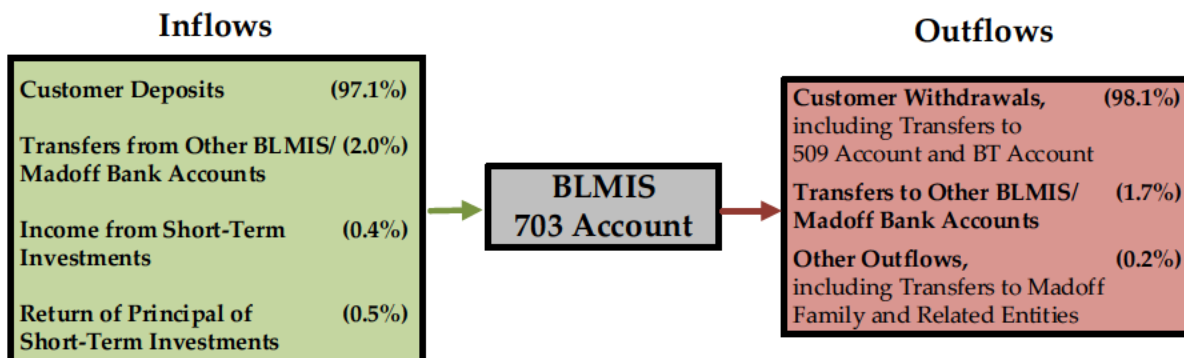 Inflows
Customer Deposits (97.1%)
Transfers from Other BLMIS/ (2.0%)
Madoff Bank Accounts
Income from Short-Term (0.4%)
Investments
Return of Principal of (0.5%)
Short-Term Investments
BLMIS
703 Account
Outflows
Customer Withdrawals, (98.1%)
including Transfers to
509 Account and BT Account
Transfers to Other BLMIS/ (1.7%)
Madoff Bank Accounts
Other Outflows, (0.2%)
including Transfers to Madoff
Family and Related Entities